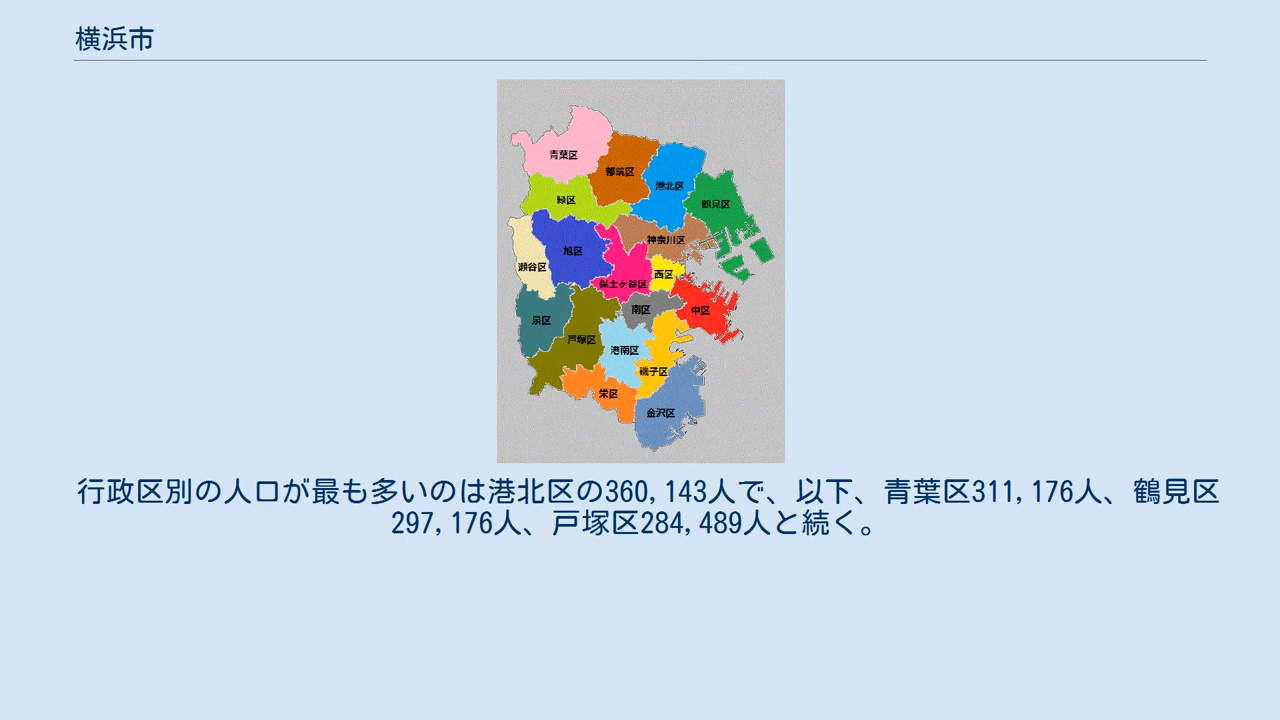 横浜市
青葉区
都筑区
港北区
緑区
鶴見区
神奈川区
旭区
瀬谷区
西区
保土ヶ谷区
南区
中区
泉区
戸塚区
港南区
磯子区
栄区
金沢区
行政区別の人口が最も多いのは港北区の360,143人で、以下、青葉区311,176人、鶴見区
297,176人、戸塚区284,489人と続く。